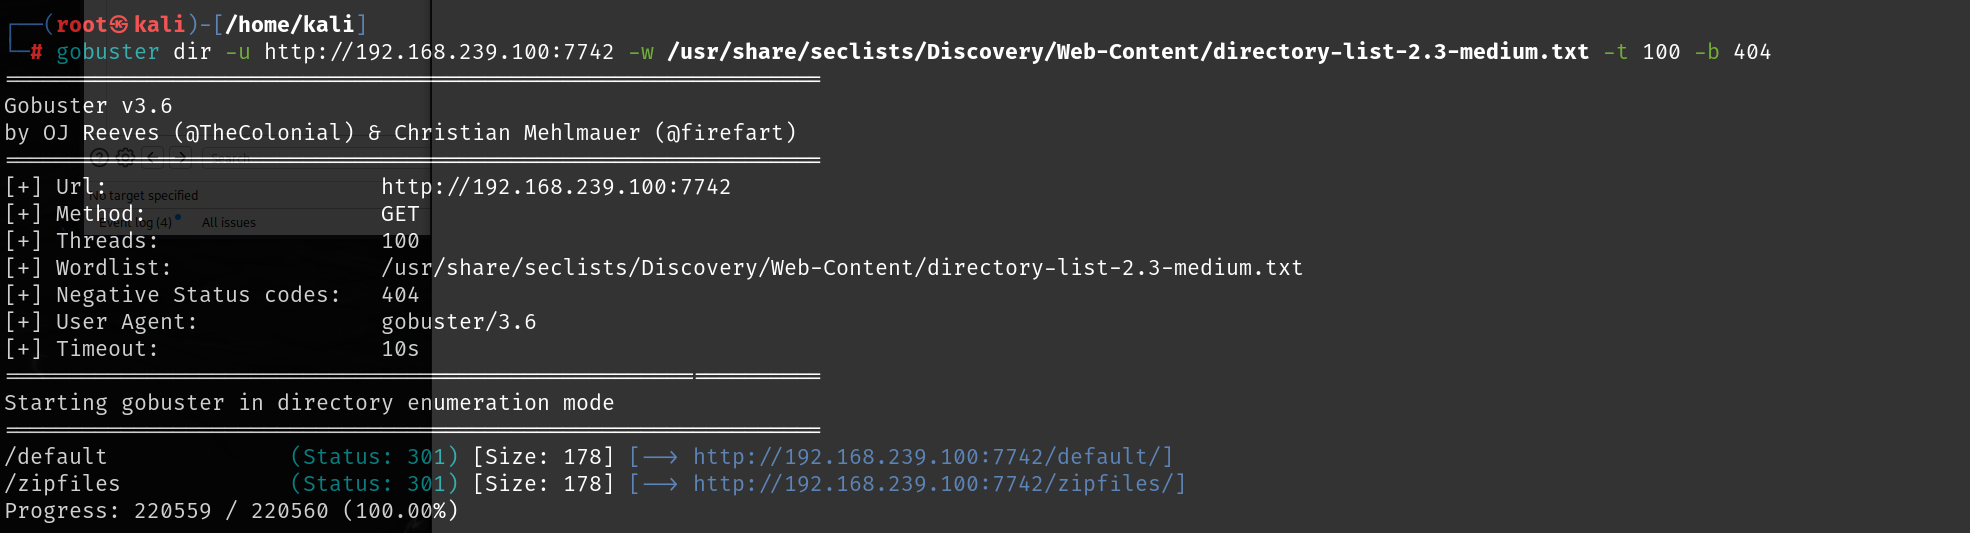 ┌──(root㉿kali)-[/home/kali]
└─# gobuster dir -u http://192.168.239.100:7742 -w /usr/share/seclists/Discovery/Web-Content/directory-list-2.3-medium.txt -t 100 -b 404
===============================================================
Gobuster v3.6
by OJ Reeves (@TheColonial) & Christian Mehlmauer (@firefart)
Search
===============================================================
[+] Url:                     http://192.168.239.100:7742
No target specified
[+] Method:                  GET
Event log (4) All issues
[+] Threads:                 100
[+] Wordlist:                /usr/share/seclists/Discovery/Web-Content/directory-list-2.3-medium.txt
[+] Negative Status codes:   404
[+] User Agent:              gobuster/3.6
[+] Timeout:                 10s
===============================================================
Starting gobuster in directory enumeration mode
===============================================================
/default              (Status: 301) [Size: 178] [--> http://192.168.239.100:7742/default/]
/zipfiles             (Status: 301) [Size: 178] [--> http://192.168.239.100:7742/zipfiles/]
Progress: 220559 / 220560 (100.00%)